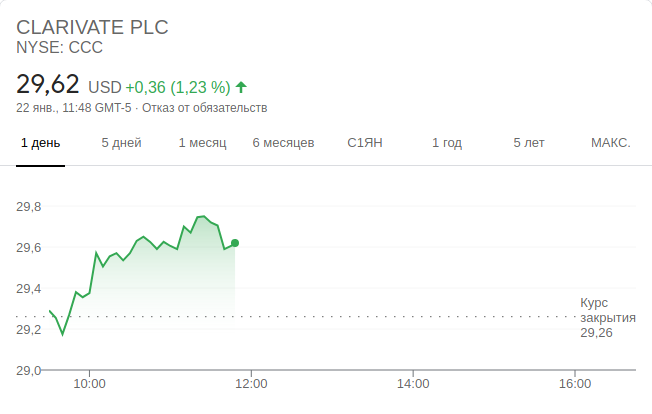 CLARIVATE PLC
NYSE: CCC
29,62 USD +0,36 (1,23 %)
22 янв., 11:48 GMT-5 · Отказ от обязательств
1 день 5 дней 1 месяц 6 месяцев С1ЯН 1 год 5 лет МАКС.
29,8
29,6
29,4
29,2
29,0
Курс
закрытия
29,26
10:00 12:00 14:00 16:00